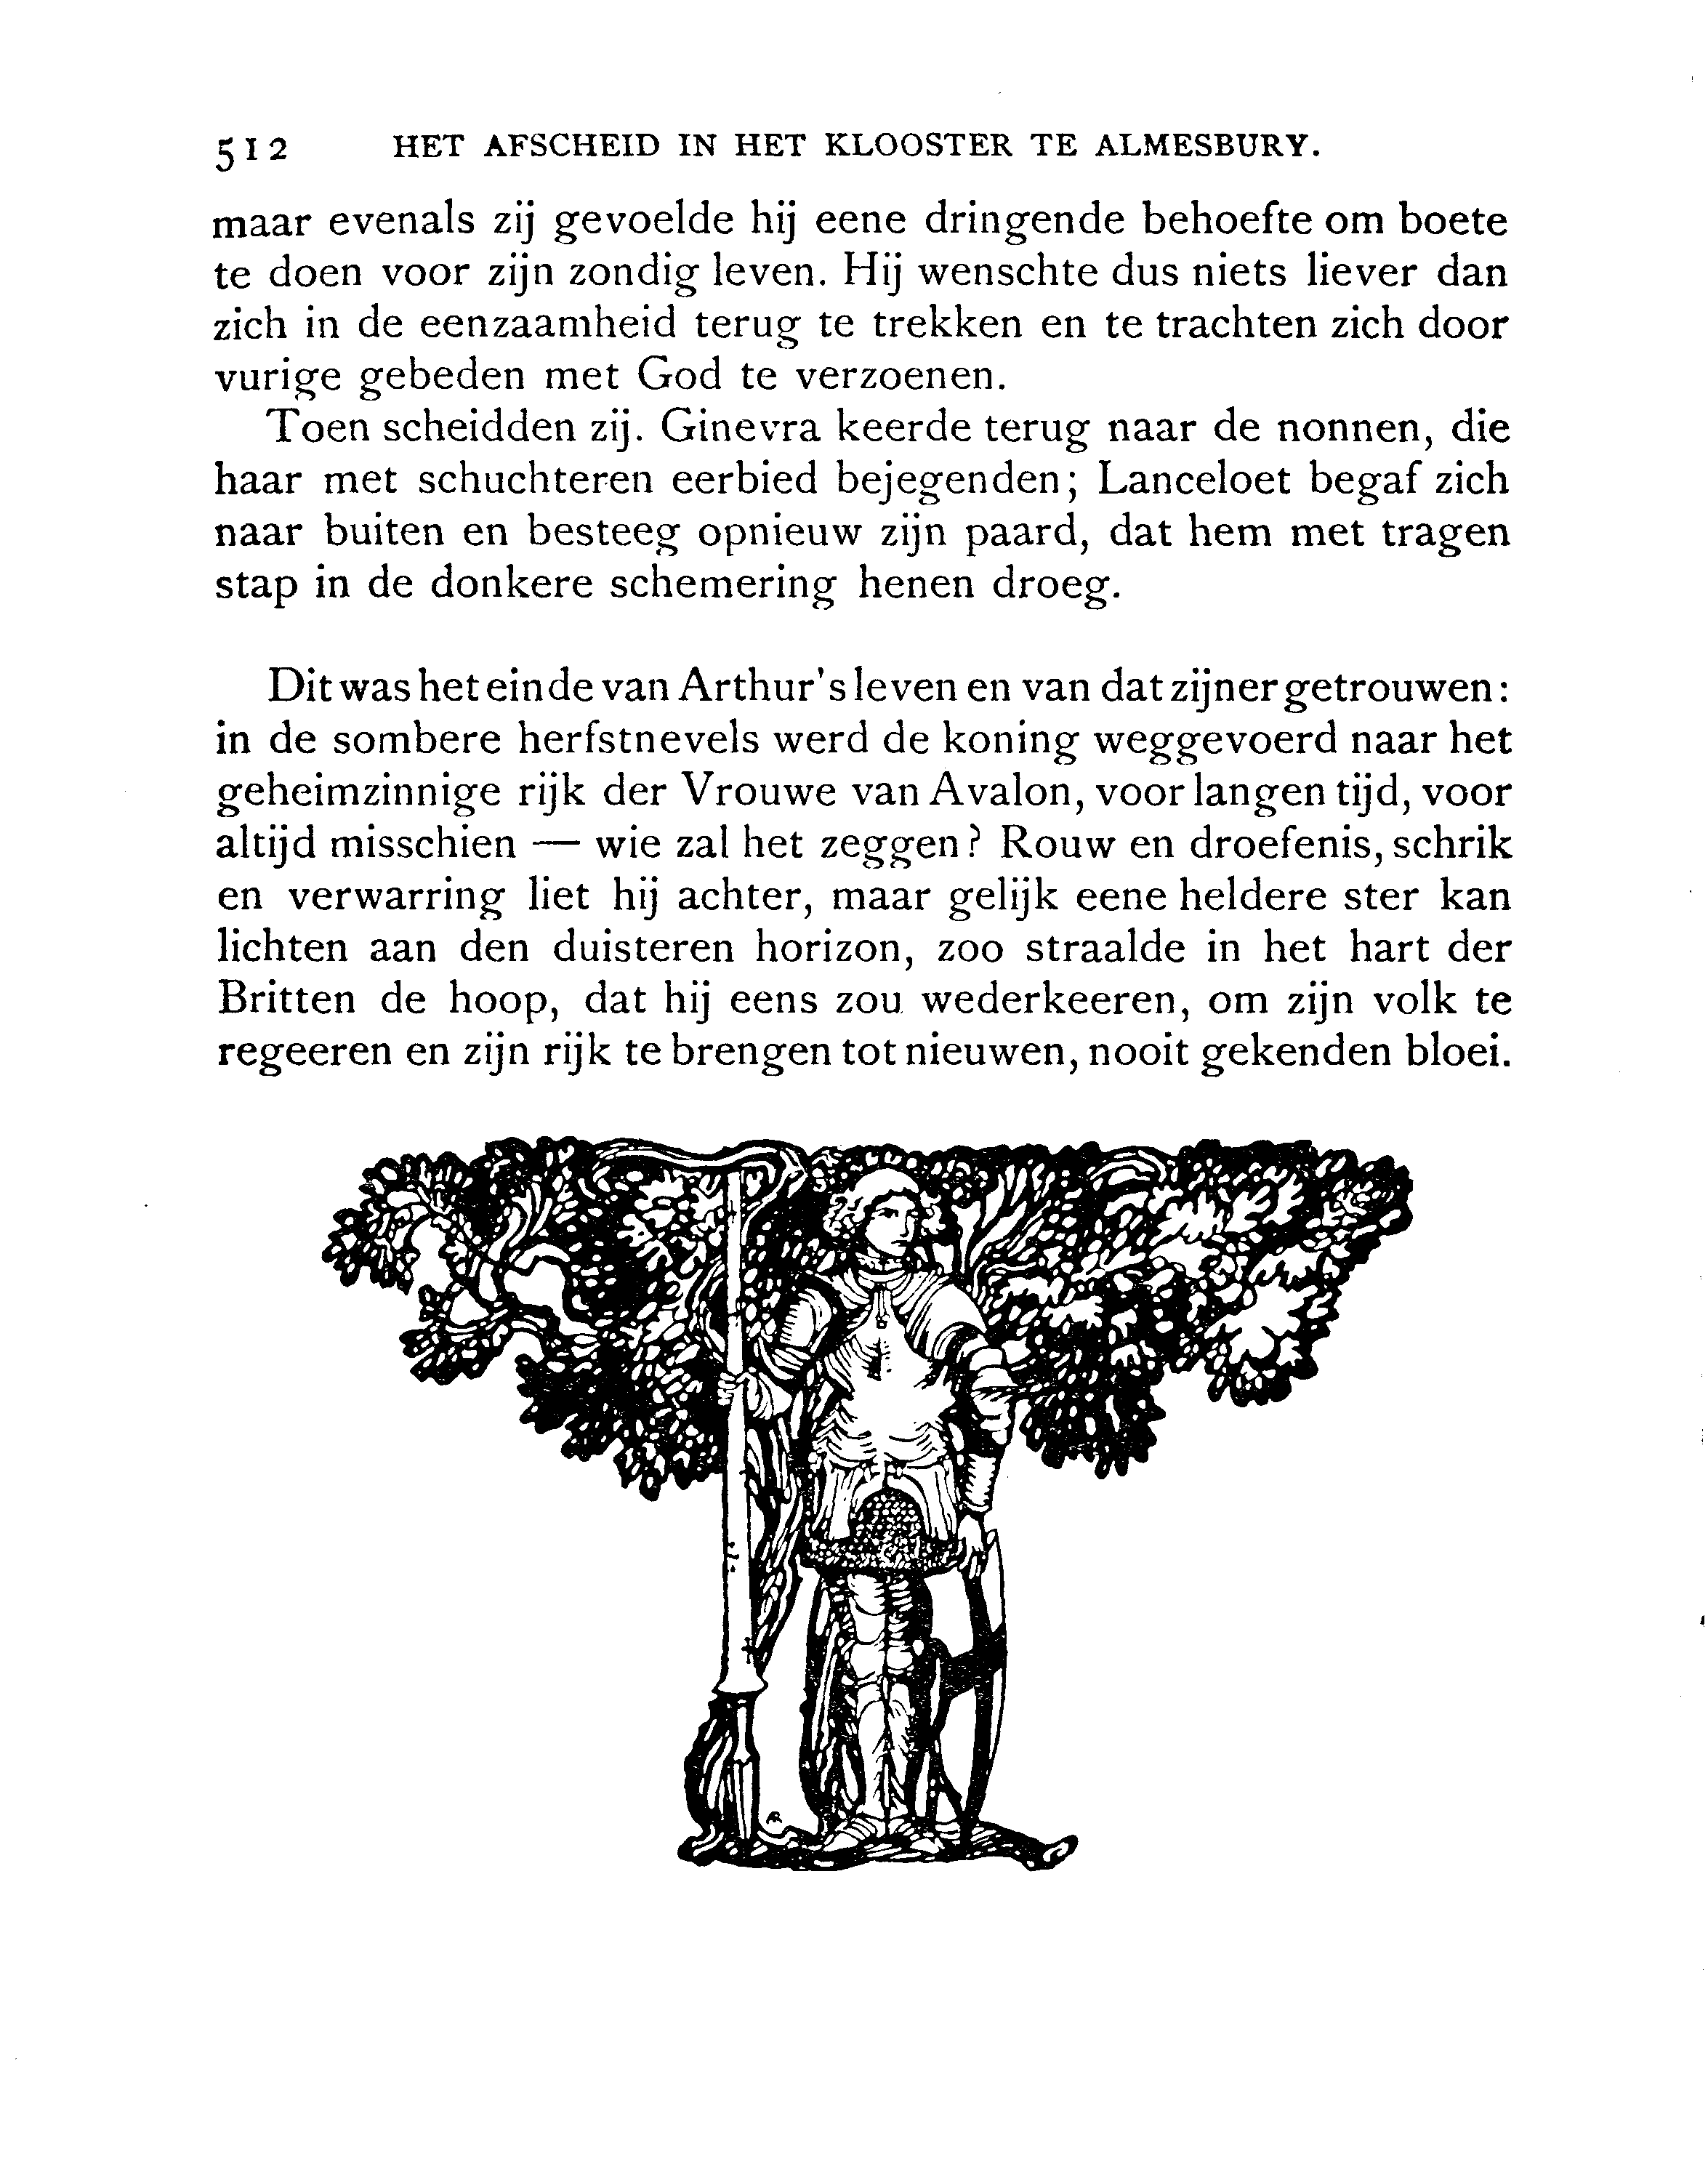 512 HET AFSCHEID IN HET KLOOSTER TE ALMESBURY.
maar evenals zij gevoelde hij eene dringende behoefte om boete
te doen voor zijn zondig leven. Hij wenschte dus niets liever dan
zich in de eenzaamheid terug te trekken en te trachten zich door
vurige gebeden met God te verzoenen.
Toen scheidden zij. Ginevra keerde terug naar de nonnen, die
haar met schuchteren eerbied bejegenden; Lanceloet begaf zich
naar buiten en besteeg opnieuw zijn paard, dat hem met tragen
stap in de donkere schemering henen droeg.
Dit was het einde van Arthur's leven en van dat zijner getrouwen:
in de sombere herfstnevels werd de koning weggevoerd naar het
geheimzinnige rijk der Vrouwe van Avalon, voor langen tijd, voor
altijd misschien — wie zal het zeggen? Rouw en droefenis, schrik
en verwarring liet hij achter, maar gelijk eene heldere ster kan
lichten aan den duisteren horizon, zoo straalde in het hart der
Britten de hoop, dat hij eens zou wederkeeren, om zijn volk te
regeeren en zijn rijk te brengen tot nieuwen, nooit gekenden bloei.